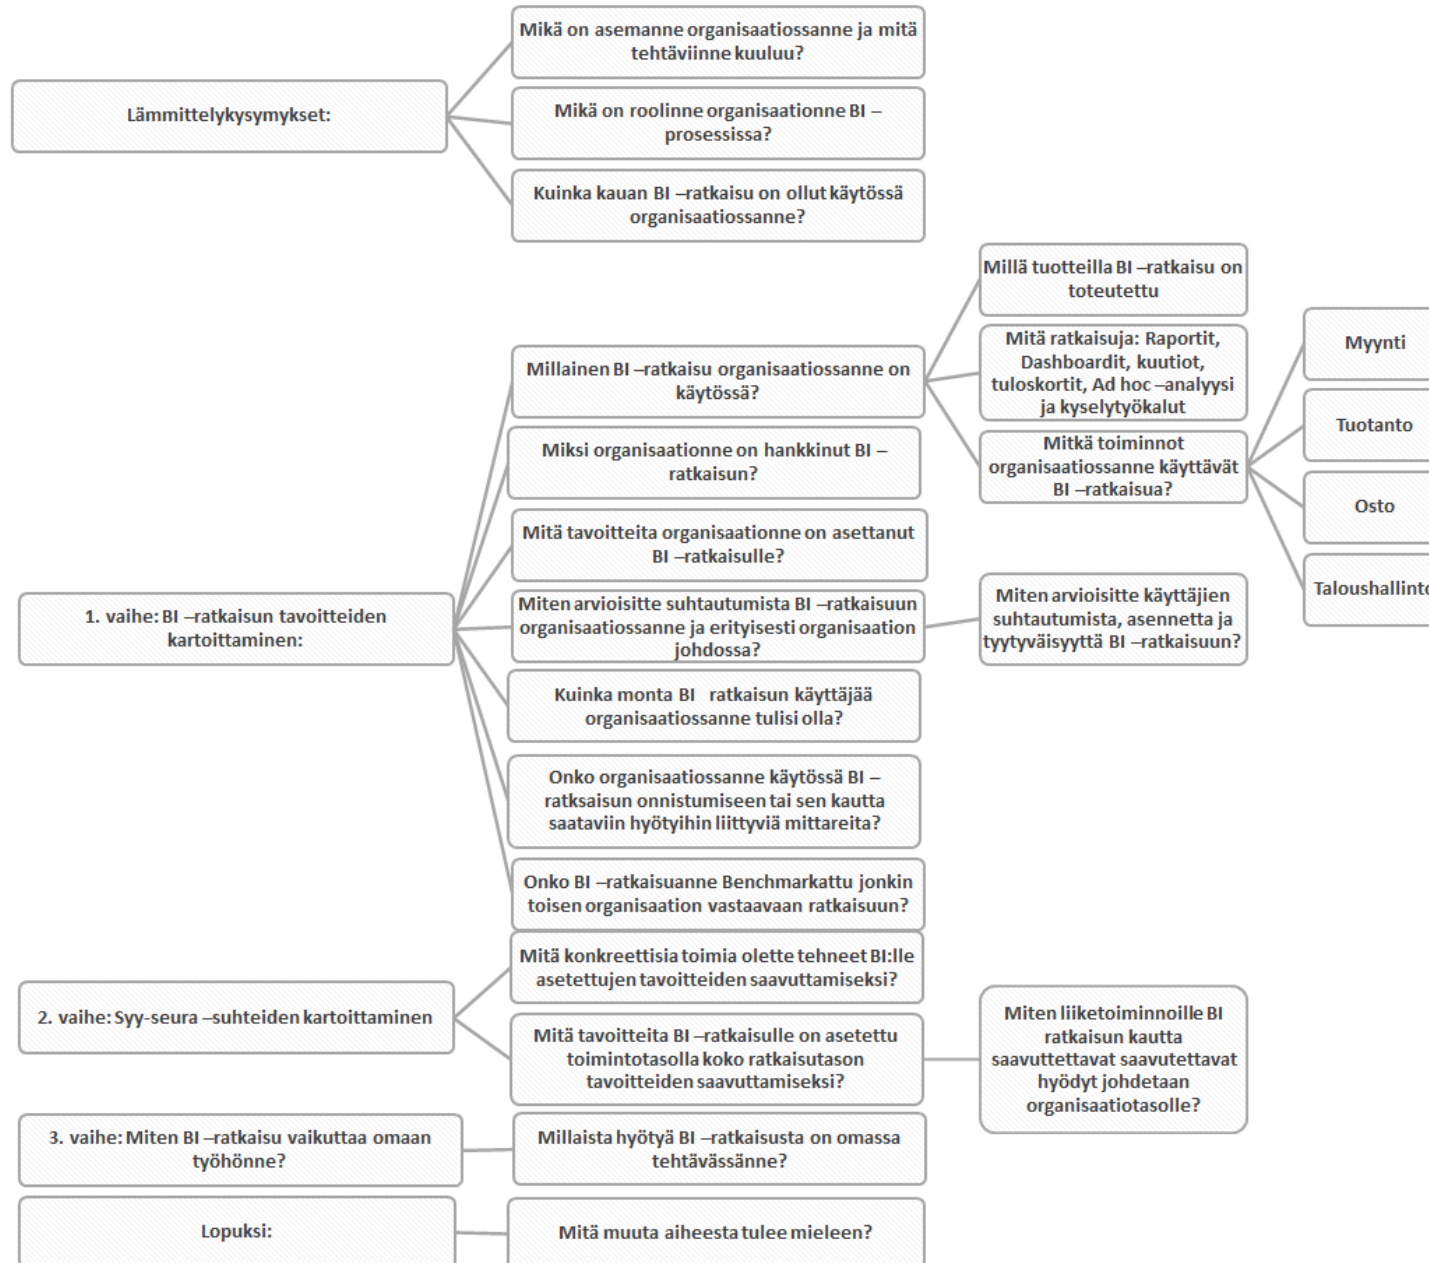 Lämmittelykysymykset:
Mikä on asemanne organisaatiossanne ja mitä
tehtäviinne kuuluu?
Mikä on roolinne organisaationne BI –
prosessissa?
Kuinka kauan BI –ratkaisu on ollut käytössä
organisaatiossanne?
1. vaihe: BI –ratkaisun tavoitteiden
kartoittaminen:
Millainen BI –ratkaisu organisaatiossanne on
käytössä?
Millä tuotteilla BI –ratkaisu on
toteutettu
Mitä ratkaisuja: Raportit,
Dashboardit, kuutiot,
tuloskortit, Ad hoc –analyysi
ja kyselytyökalut
Mitkä toiminnot
organisaatiossanne käyttävät
BI –ratkaisua?
Myynti
Tuotanto
Osto
Taloushallinto
Miksi organisaationne on hankkinut BI –
ratkaisun?
Mitä tavoitteita organisaationne on asettanut
BI –ratkaisulle?
Miten arvioisitte suhtautumista BI –ratkaisuun
organisaatiossanne ja erityisesti organisaation
johdossa?
Miten arvioisitte käyttäjien
suhtautumista, asennetta ja
tyytyväisyyttä BI –ratkaisuun?
Kuinka monta BI ratkaisun käyttäjää
organisaatiossanne tulisi olla?
Onko organisaatiossanne käytössä BI –
ratksaisun onnistumiseen tai sen kautta
saataviin hyötyihin liittyviä mittareita?
Onko BI –ratkaisuanne Benchmarkattu jonkin
toisen organisaation vastaavaan ratkaisuun?
2. vaihe: Syy-seura –suhteiden kartoittaminen
Mitä konkreettisia toimia olette tehneet BI:lle
asetettujen tavoitteiden saavuttamiseksi?
Mitä tavoitteita BI –ratkaisulle on asetettu
toimintotasolla koko ratkaisutason
tavoitteiden saavuttamiseksi?
Miten liiketoiminnoille BI
ratkaisun kautta
saavuttettavat saavutettavat
hyödyt johdetaan
organisaatiotasolle?
3. vaihe: Miten BI –ratkaisu vaikuttaa omaan
työhönne?
Millaista hyötyä BI –ratkaisusta on omassa
tehtävässänne?
Lopuksi:
Mitä muuta aiheesta tulee mieleen?